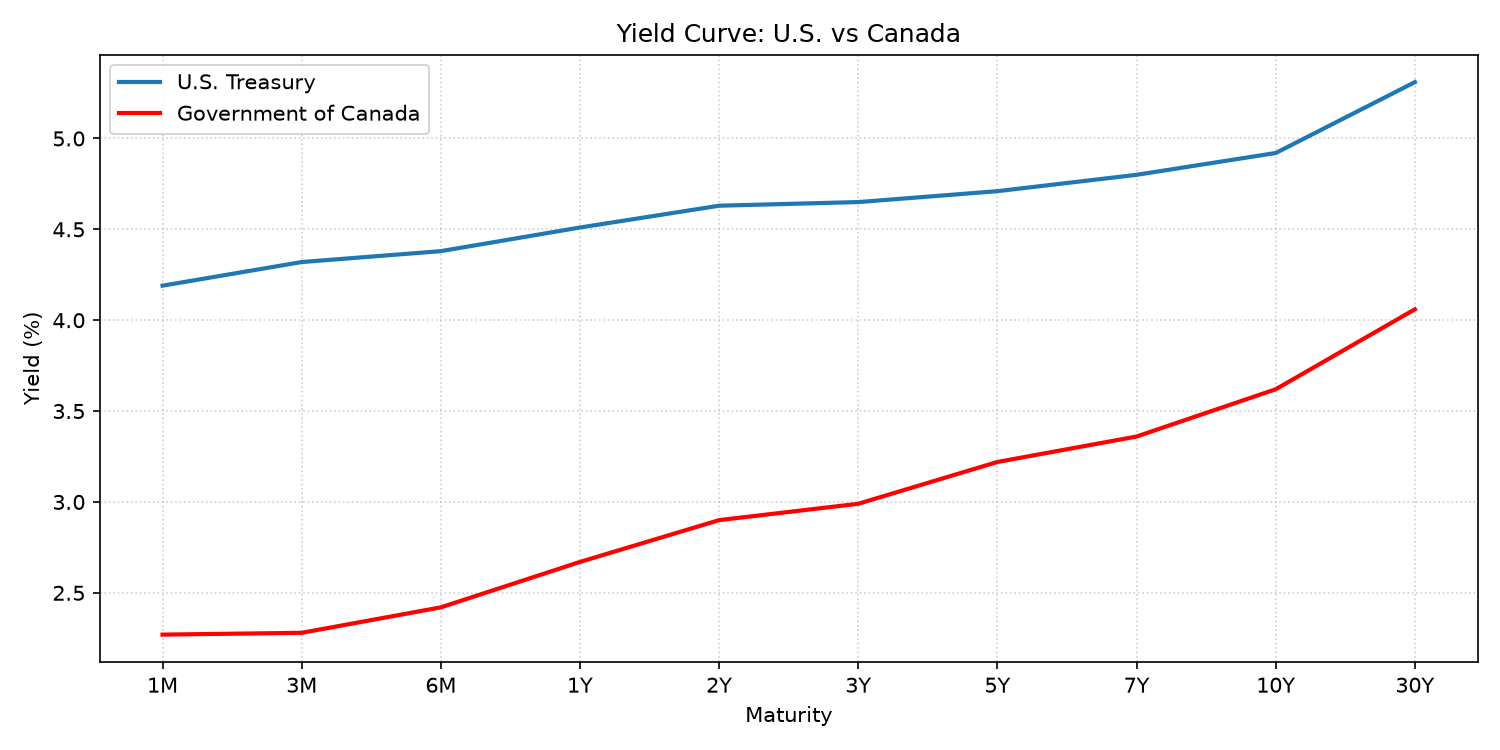 Yield Curve: U.S. vs Canada
U.S. Treasury
Government of Canada
5.0
4.5
4.0
3.5
3.0
2.5
Yield (%)
1M 3M 6M 1Y 2Y 3Y 5Y 7Y 10Y 30Y
Maturity